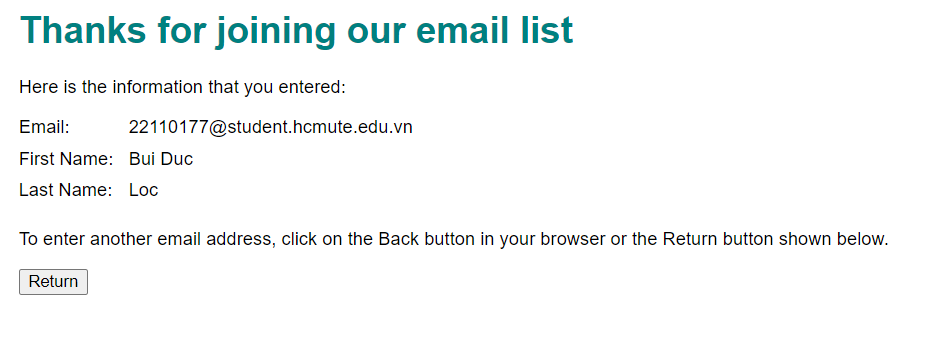 Thanks for joining our email list
Here is the information that you entered:
Email: 22110177@student.hcmute.edu.vn
First Name: Bui Duc
Last Name: Loc
To enter another email address, click on the Back button in your browser or the Return button shown below.
Return